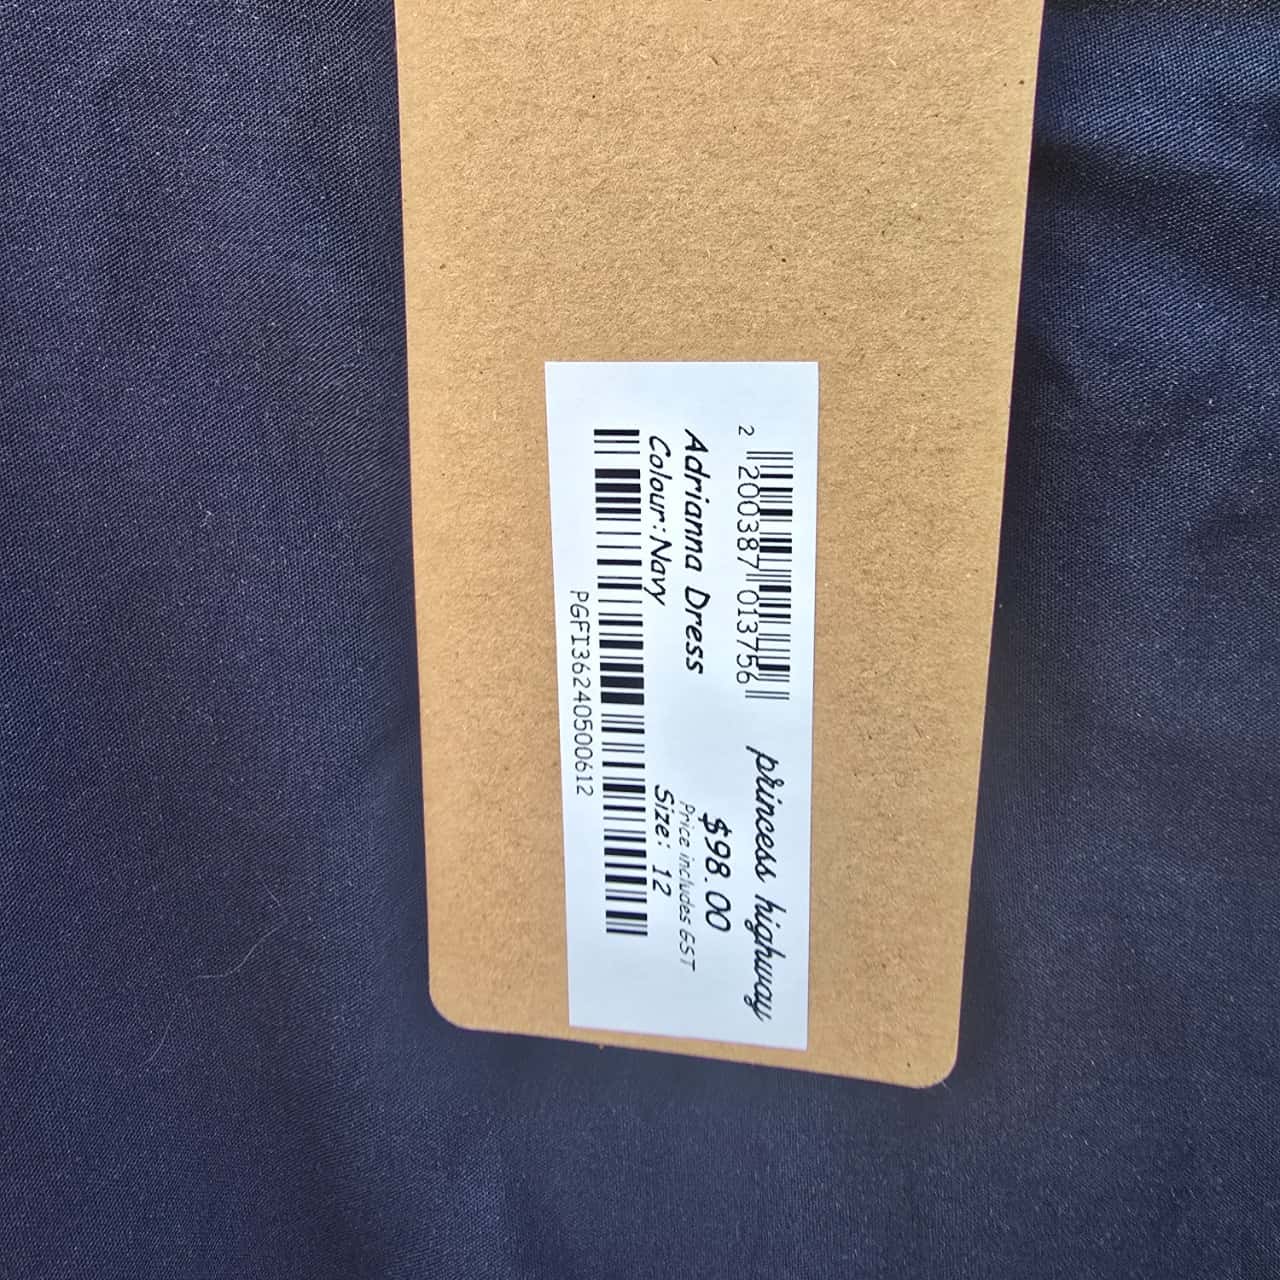 2 200387 013756
princess highway
Adrianna Dress
$98.00
Price includes GST
Colour: Navy
Size: 12
PGFI36240500612